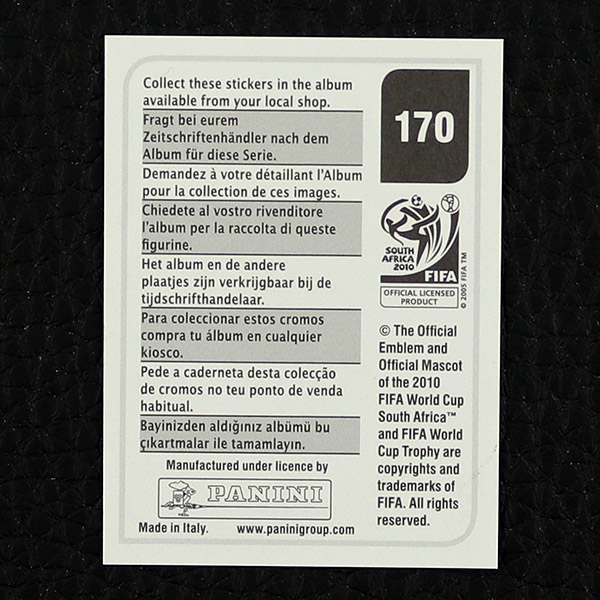 Collect these stickers in the album
available from your local shop.
Fragt bei eurem
Zeitschriftenhändler nach dem
Album für diese Serie.
Demandez à votre détaillant l'Album
pour la collection de ces images.
Chiedete al vostro rivenditore
l'album per la raccolta di queste
figurine.
Het album en de andere
plaatjes zijn verkrijgbaar bij de
tijdschrifthandelaar.
Para coleccionar estos cromos
compra tu álbum en cualquier
kiosco.
Pede a caderneta desta colecção
de cromos no teu ponto de venda
habitual.
Bayinizden aldığınız albümü bu
çıkartmalar ile tamamlayın.
Manufactured under licence by
PANINI
Made in Italy. www.paninigroup.com
170
SOUTH
AFRICA
2010
FIFA
OFFICIAL LICENSED
PRODUCT
© 2005 FIFA TM
© The Official
Emblem and
Official Mascot
of the 2010
FIFA World Cup
South Africa™
and FIFA World
Cup Trophy are
copyrights and
trademarks of
FIFA. All rights
reserved.